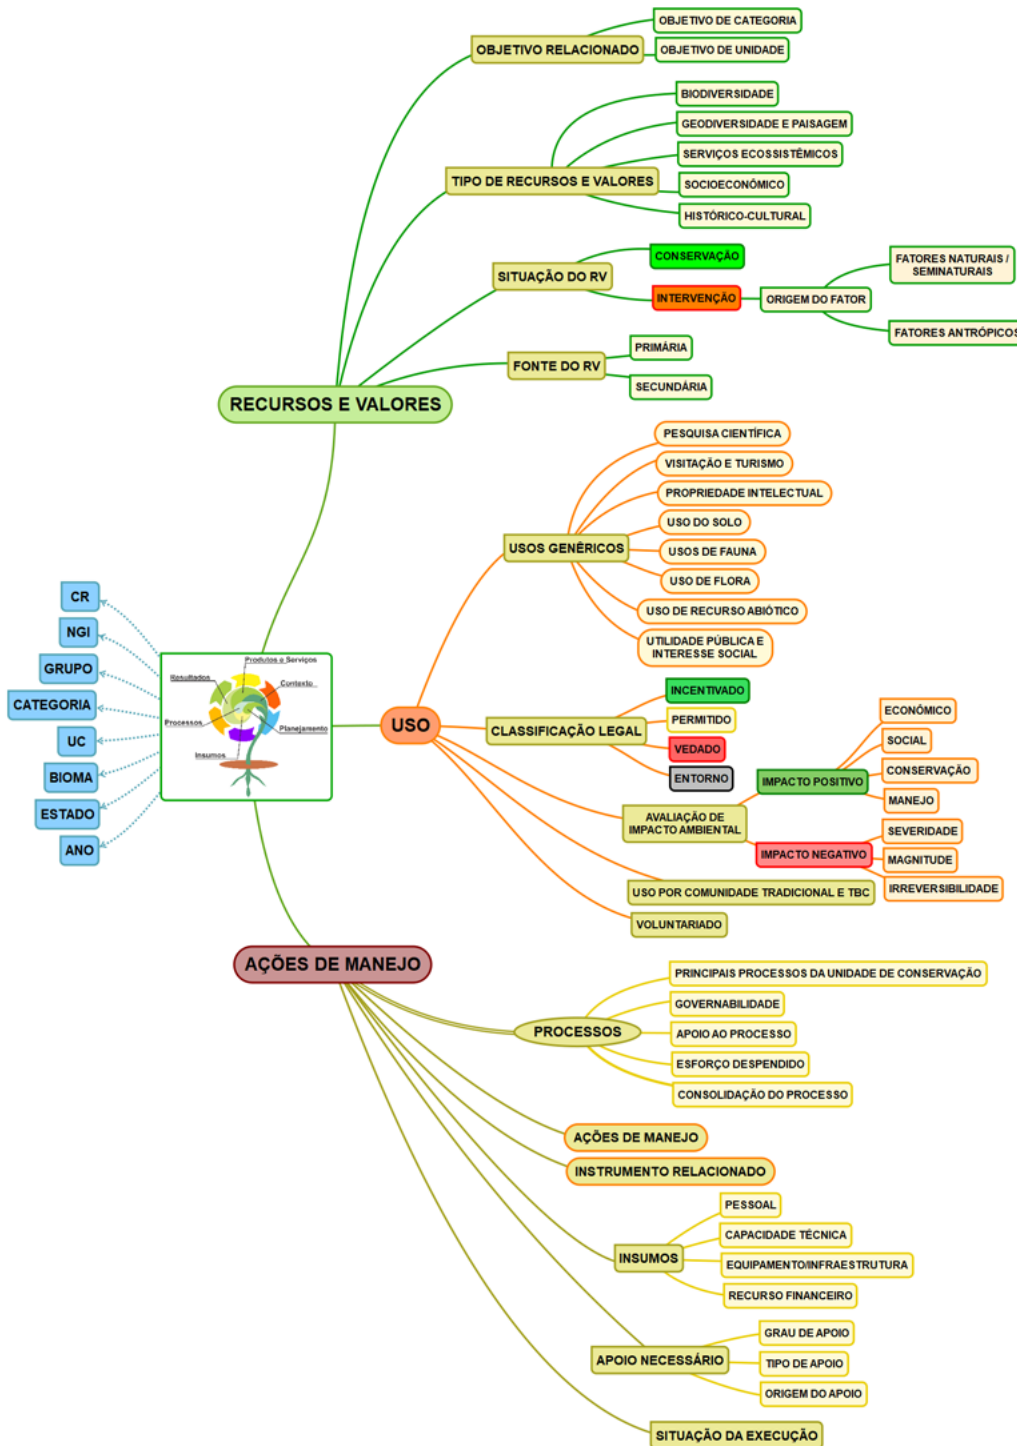 OBJETIVO DE CATEGORIA
OBJETIVO RELACIONADO
OBJETIVO DE UNIDADE
BIODIVERSIDADE
GEODIVERSIDADE E PAISAGEM
SERVIÇOS ECOSSISTÊMICOS
TIPO DE RECURSOS E VALORES
SOCIOECONÔMICO
HISTÓRICO-CULTURAL
CONSERVAÇÃO
SITUAÇÃO DO RV
INTERVENÇÃO
ORIGEM DO FATOR
FATORES NATURAIS /
SEMINATURAIS
FATORES ANTRÓPICOS
PRIMÁRIA
FONTE DO RV
SECUNDÁRIA
RECURSOS E VALORES
PESQUISA CIENTÍFICA
VISITAÇÃO E TURISMO
PROPRIEDADE INTELECTUAL
USO DO SOLO
USOS GENÊRICOS
USOS DE FAUNA
USO DE FLORA
USO DE RECURSO ABIÓTICO
UTILIDADE PÚBLICA E
INTERESSE SOCIAL
CR
NGI
GRUPO
CATEGORIA
UC
BIOMA
ESTADO
ANO
Produtos e Serviços
Resultados
Contexto
Processos
Planejamento
Insumos
USO
INCENTIVADO
PERMITIDO
CLASSIFICAÇÃO LEGAL
VEDADO
ENTORNO
ECONÔMICO
SOCIAL
IMPACTO POSITIVO
CONSERVAÇÃO
MANEJO
AVALIAÇÃO DE
IMPACTO AMBIENTAL
SEVERIDADE
IMPACTO NEGATIVO
MAGNITUDE
IRREVERSIBILIDADE
USO POR COMUNIDADE TRADICIONAL E TBC
VOLUNTARIADO
AÇÕES DE MANEJO
PRINCIPAIS PROCESSOS DA UNIDADE DE CONSERVAÇÃO
GOVERNABILIDADE
PROCESSOS
APOIO AO PROCESSO
ESFORÇO DESPENDIDO
CONSOLIDAÇÃO DO PROCESSO
AÇÕES DE MANEJO
INSTRUMENTO RELACIONADO
PESSOAL
CAPACIDADE TÉCNICA
INSUMOS
EQUIPAMENTO/INFRAESTRUTURA
RECURSO FINANCEIRO
GRAU DE APOIO
APOIO NECESSÁRIO
TIPO DE APOIO
ORIGEM DO APOIO
SITUAÇÃO DA EXECUÇÃO